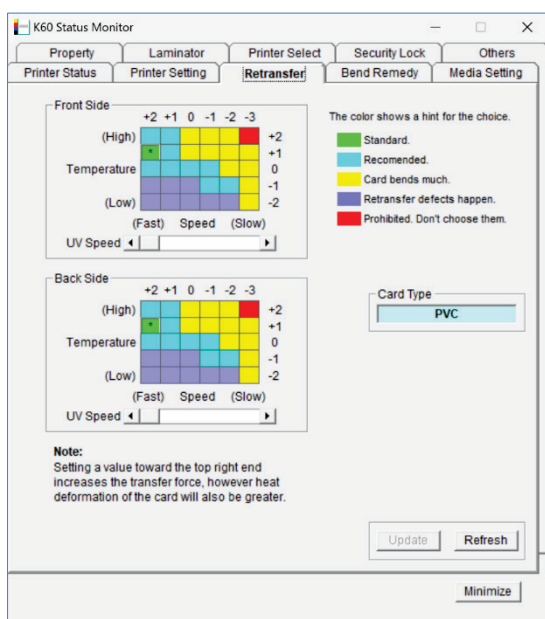 K60 Status Monitor
Property Laminator Printer Select Security Lock Others
Printer Status Printer Setting Retransfer Bend Remedy Media Setting
Front Side
+2 +1 0 -1 -2 -3
(High) +2
* +1
Temperature 0
-1
(Low) -2
(Fast) Speed (Slow)
UV Speed
The color shows a hint for the choice.
Standard.
Recomended.
Card bends much.
Retransfer defects happen.
Prohibited. Don't choose them.
Back Side
+2 +1 0 -1 -2 -3
(High) +2
* +1
Temperature 0
-1
(Low) -2
(Fast) Speed (Slow)
UV Speed
Card Type
PVC
Note:
Setting a value toward the top right end
increases the transfer force, however heat
deformation of the card will also be greater.
Update Refresh
Minimize